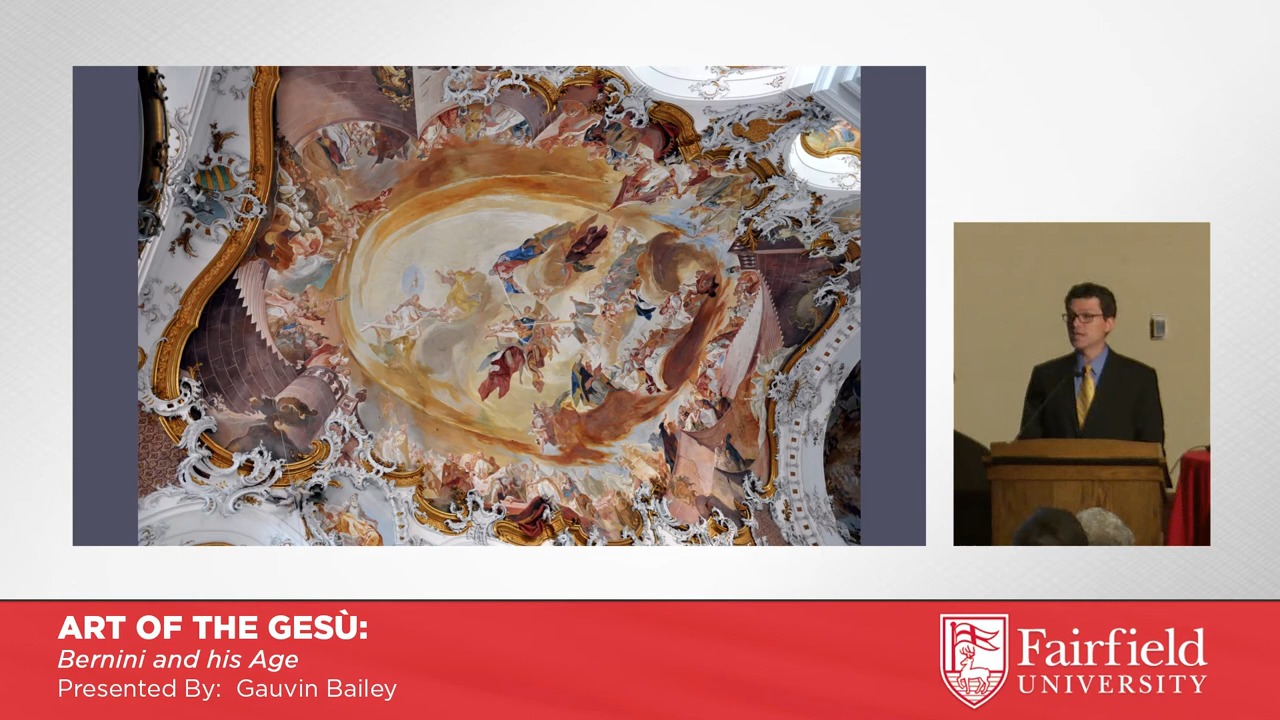 ART OF THE GESÙ:
Bernini and his Age
Presented By: Gauvin Bailey
Fairfield
UNIVERSITY